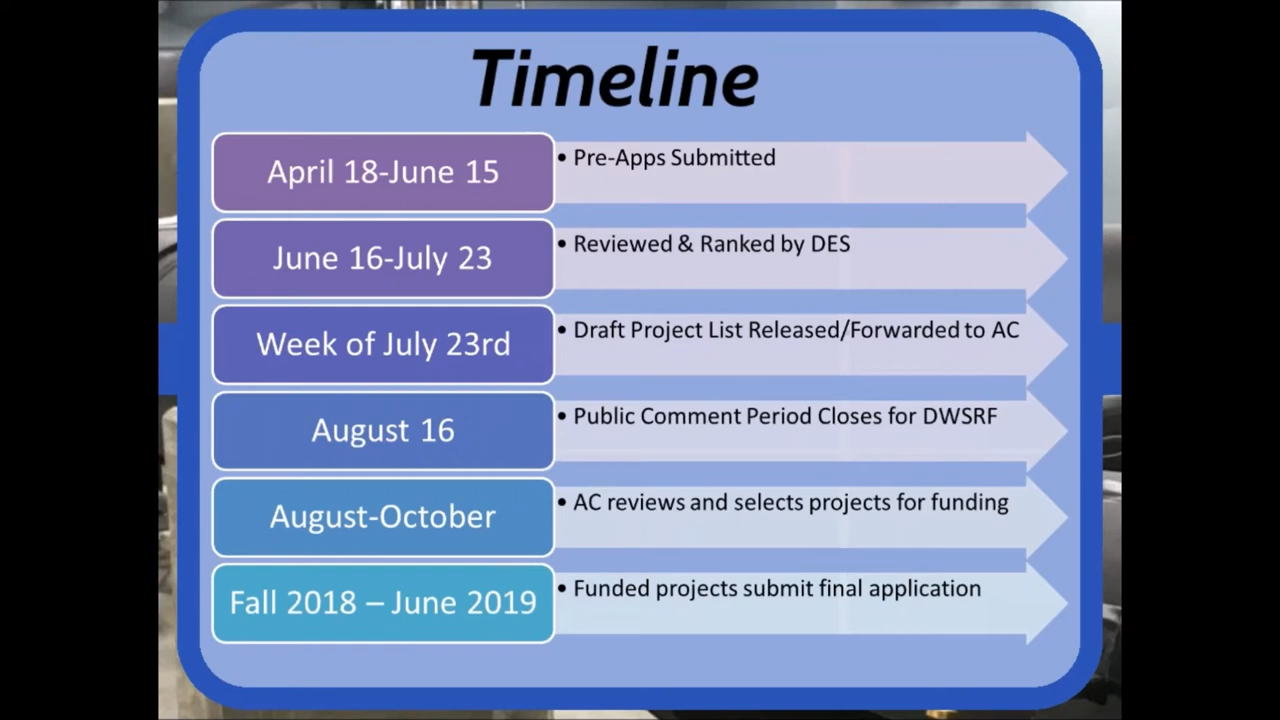 Timeline
April 18-June 15
• Pre-Apps Submitted
June 16-July 23
• Reviewed & Ranked by DES
Week of July 23rd
• Draft Project List Released/Forwarded to AC
August 16
• Public Comment Period Closes for DWSRF
August-October
• AC reviews and selects projects for funding
Fall 2018 – June 2019
• Funded projects submit final application